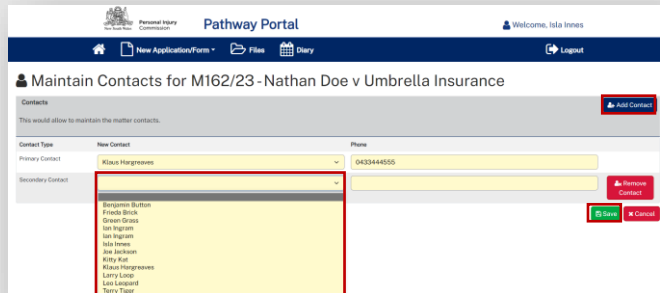 New South Wales
Personal Injury
Commission
Pathway Portal
Welcome, Isla Innes
New Application/Form
Files
Diary
Logout
Maintain Contacts for M162/23 - Nathan Doe v Umbrella Insurance
Contacts
Add Contact
This would allow to maintain the matter contacts.
Contact Type New Contact Phone
Primary Contact Klaus Hargreaves 0433444555
Secondary Contact
Remove
Contact
Benjamin Button
Frieda Brick
Green Grass
Ian Ingram
Ian Ingram
Isla Innes
Joe Jackson
Kitty Kat
Klaus Hargreaves
Larry Loop
Leo Leopard
Terry Tiger
Save
Cancel